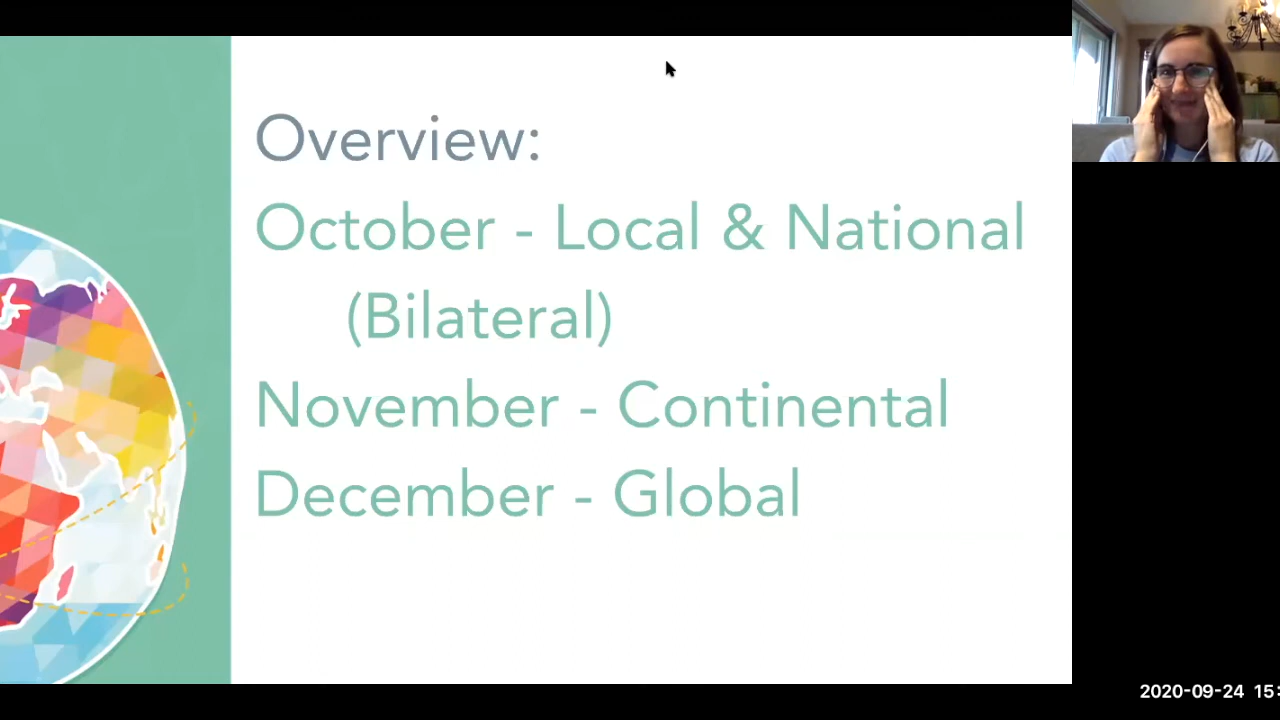 Overview:
October - Local & National
(Bilateral)
November - Continental
December - Global
2020-09-24 15: